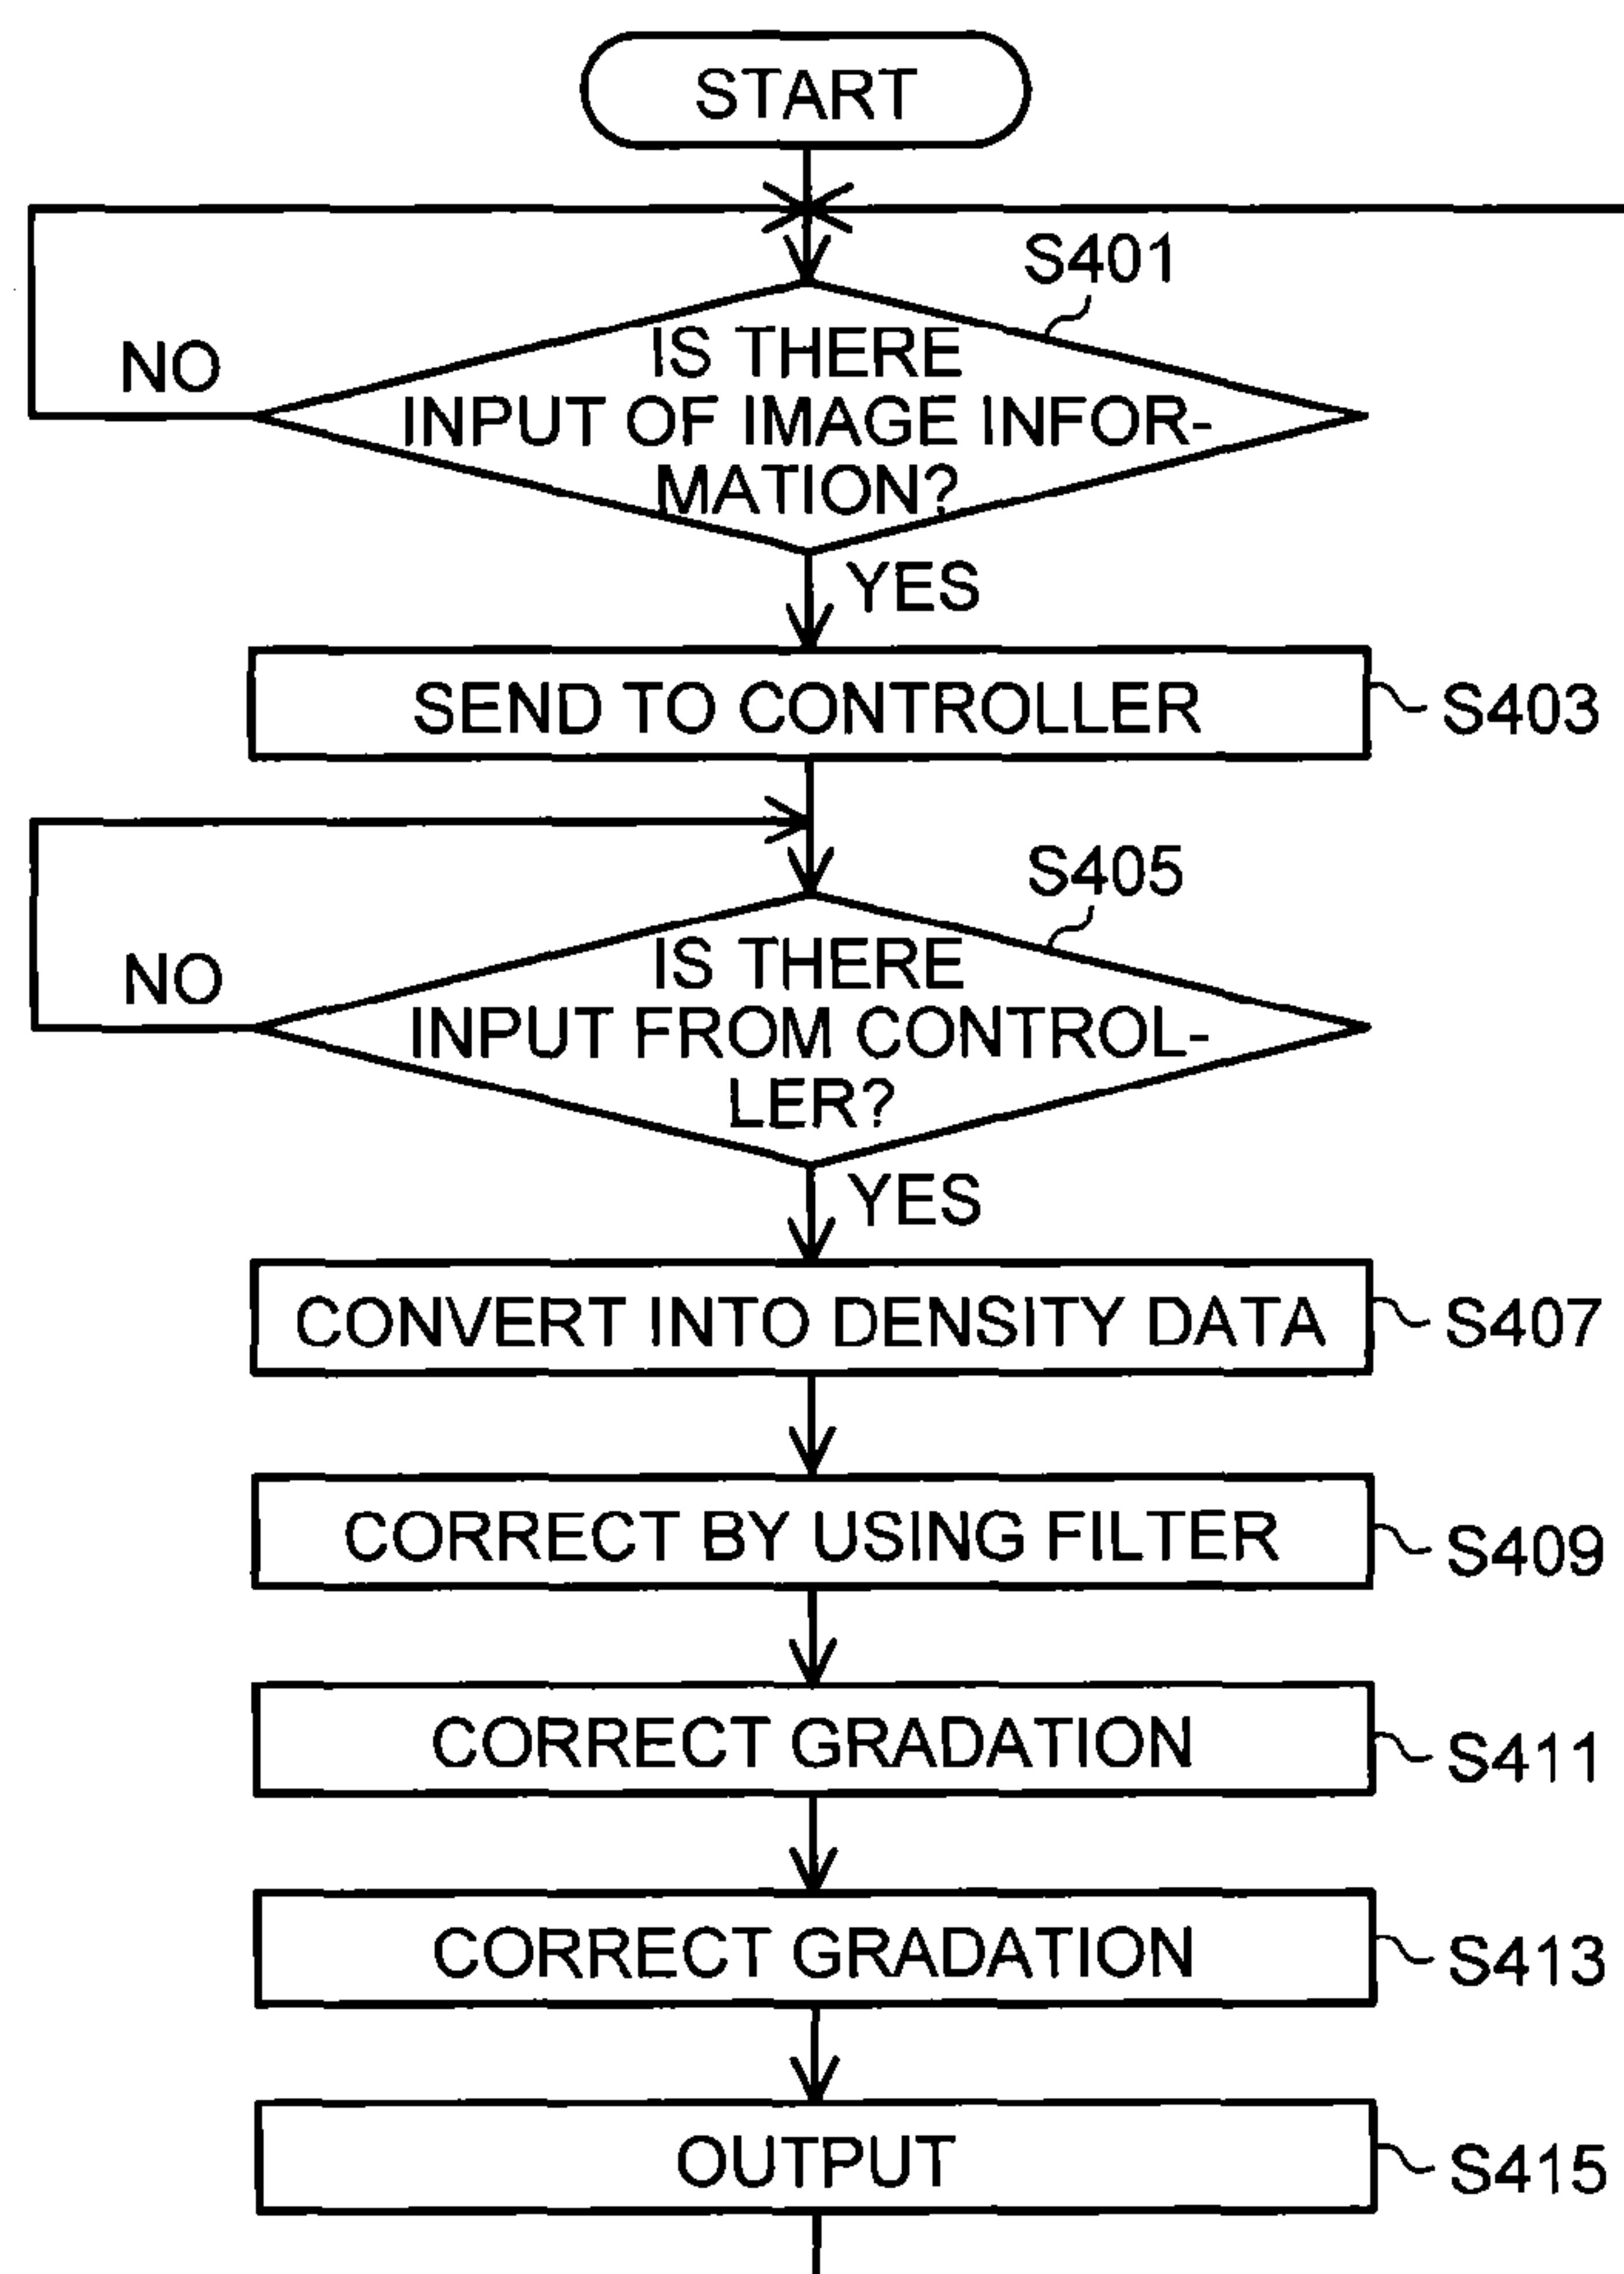 START
S401
NO
IS THERE
INPUT OF IMAGE INFOR-
MATION?
YES
SEND TO CONTROLLER
S403
S405
NO
IS THERE
INPUT FROM CONTROL-
LER?
YES
CONVERT INTO DENSITY DATA
S407
CORRECT BY USING FILTER
S409
CORRECT GRADATION
S411
CORRECT GRADATION
S413
OUTPUT
S415